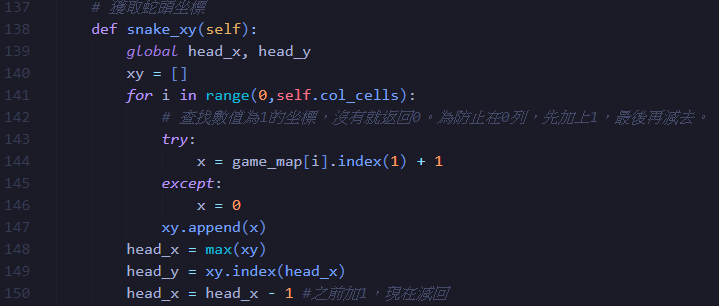 137 # 獲取蛇頭坐標
138 def snake_xy(self):
139 global head_x, head_y
140 xy = []
141 for i in range(0,self.col_cells):
142 # 查找數值為1的坐標，沒有就返回0。為防止在0列，先加上1，最後再減去。
143 try:
144 x = game_map[i].index(1) + 1
145 except:
146 x = 0
147 xy.append(x)
148 head_x = max(xy)
149 head_y = xy.index(head_x)
150 head_x = head_x - 1 #之前加1，現在減回